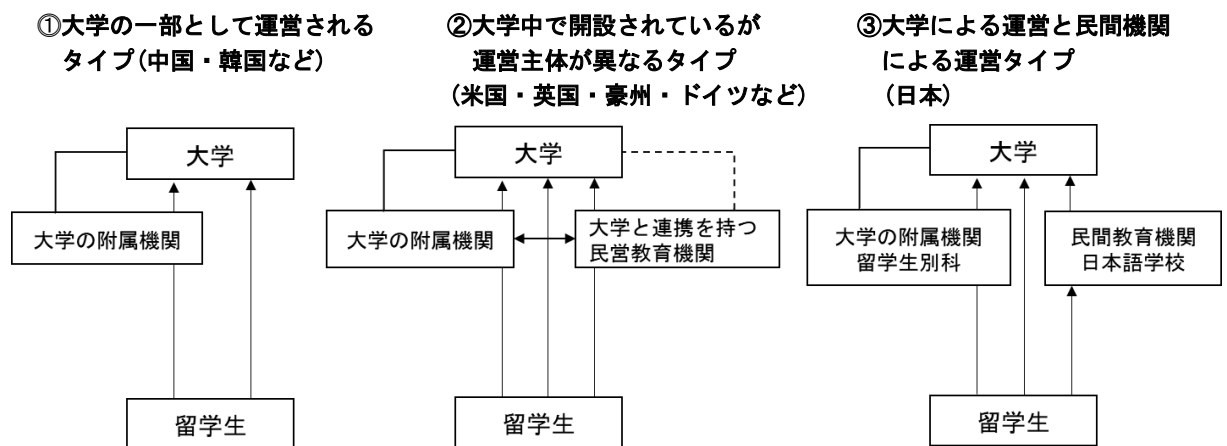 ①大学の一部として運営される
タイプ(中国・韓国など)
大学
大学の附属機関
留学生
②大学中で開設されているが
運営主体が異なるタイプ
(米国・英国・豪州・ドイツなど)
大学
大学の附属機関
大学と連携を持つ
民営教育機関
留学生
③大学による運営と民間機関
による運営タイプ
(日本)
大学
大学の附属機関
留学生別科
民間教育機関
日本語学校
留学生